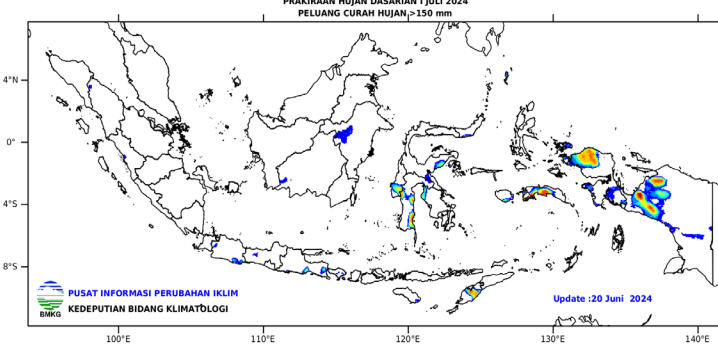 PRAKIRAAN HUJAN DASARIAN I JULI 2024
PELUANG CURAH HUJAN >150 mm
4°N
0°
4°S
8°S
PUSAT INFORMASI PERUBAHAN IKLIM
KEDEPUTIAN BIDANG KLIMATOLOGI
BMKG
Update :20 Juni 2024
100°E
110°E
120°E
130°E
140°E